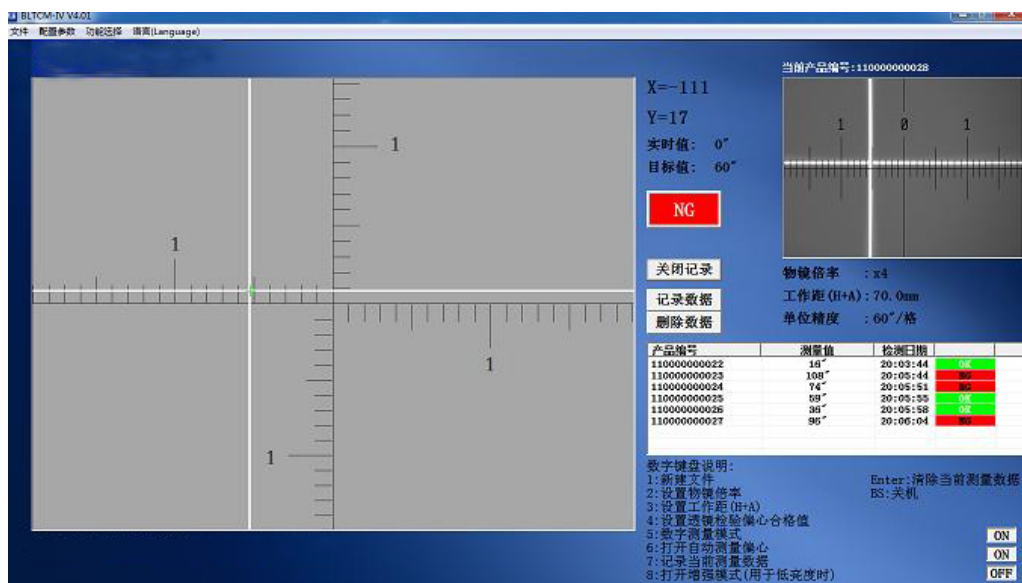 BLTCM-IV V4.01
文件 配置参数 功能选择 语言(Language)
当前产品编号:110000000028
X=-111
Y=17
实时值: 0″
目标值: 60″
NG
关闭记录
记录数据
删除数据
1
1
1
1
1 0 1
物镜倍率 :x4
工作距(H+A):70.0mm
单位精度 :60″/格
产品编号 测量值 检测日期
110000000022 16″ 20:03:44 OK
110000000023 108″ 20:05:44 NG
110000000024 74″ 20:05:51 NG
110000000025 59″ 20:05:55 OK
110000000026 36″ 20:05:58 OK
110000000027 95″ 20:06:04 NG
数字键盘说明:
1:新建文件
2:设置物镜倍率
3:设置工作距(H+A)
4:设置透镜检验偏心合格值
5:数字测量模式
6:打开自动测量偏心
7:记录当前测量数据
8:打开增强模式(用于低亮度时)
Enter:清除当前测量数据
BS:关机
ON
ON
OFF